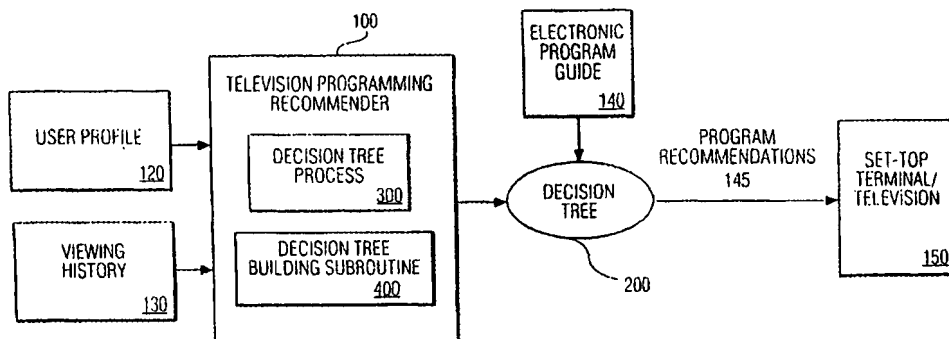 100
TELEVISION PROGRAMMING
RECOMMENDER
USER PROFILE
120
VIEWING
HISTORY
130
DECISION TREE
PROCESS
300
DECISION TREE
BUILDING SUBROUTINE
400
ELECTRONIC
PROGRAM
GUIDE
140
DECISION
TREE
200
PROGRAM
RECOMMENDATIONS
145
SET-TOP
TERMINAL/
TELEVISION
150